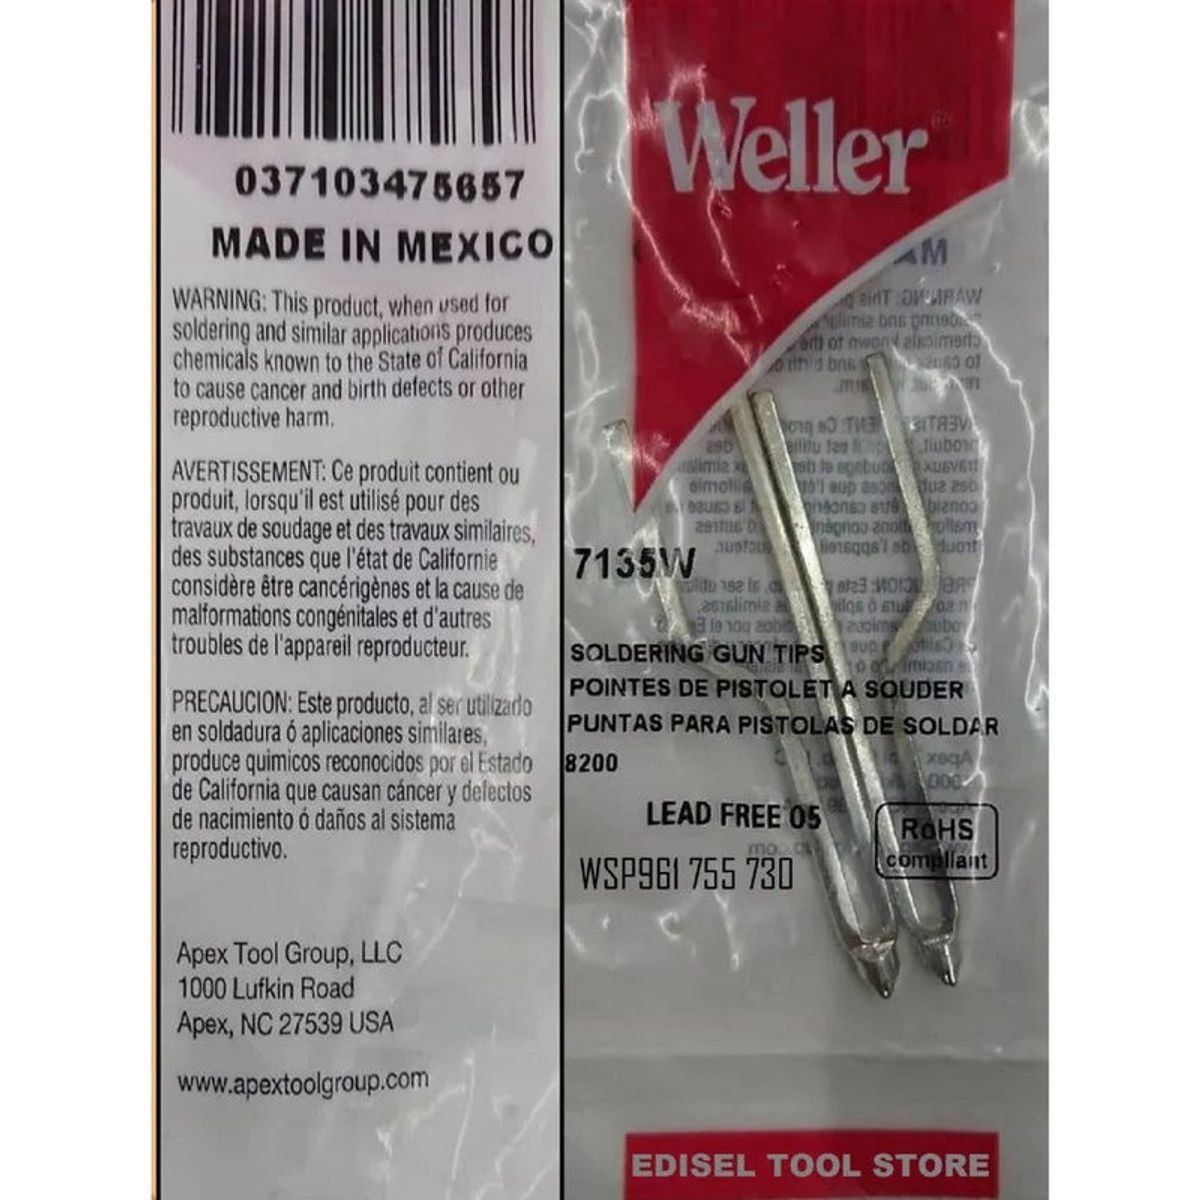 037103475657
MADE IN MEXICO
WARNING: This product, when used for
soldering and similar applications produces
chemicals known to the State of California
to cause cancer and birth defects or other
reproductive harm.
AVERTISSEMENT: Ce produit contient ou
produit, lorsqu'il est utilisé pour des
travaux de soudage et des travaux similaires,
des substances que l'état de Californie
considère être cancérigènes et la cause de
malformations congénitales et d'autres
troubles de l'appareil reproducteur.
PRECAUCION: Este producto, al ser utilizado
en soldadura ó aplicaciones similares,
produce quimicos reconocidos por el Estado
de California que causan cáncer y defectos
de nacimiento ó daños al sistema
reproductivo.
Apex Tool Group, LLC
1000 Lufkin Road
Apex, NC 27539 USA
www.apextoolgroup.com
Weller
7135W
SOLDERING GUN TIPS
POINTES DE PISTOLET A SOUDER
PUNTAS PARA PISTOLAS DE SOLDAR
8200
LEAD FREE 05
RoHS
compliant
WSP961 755 730
EDISEL TOOL STORE